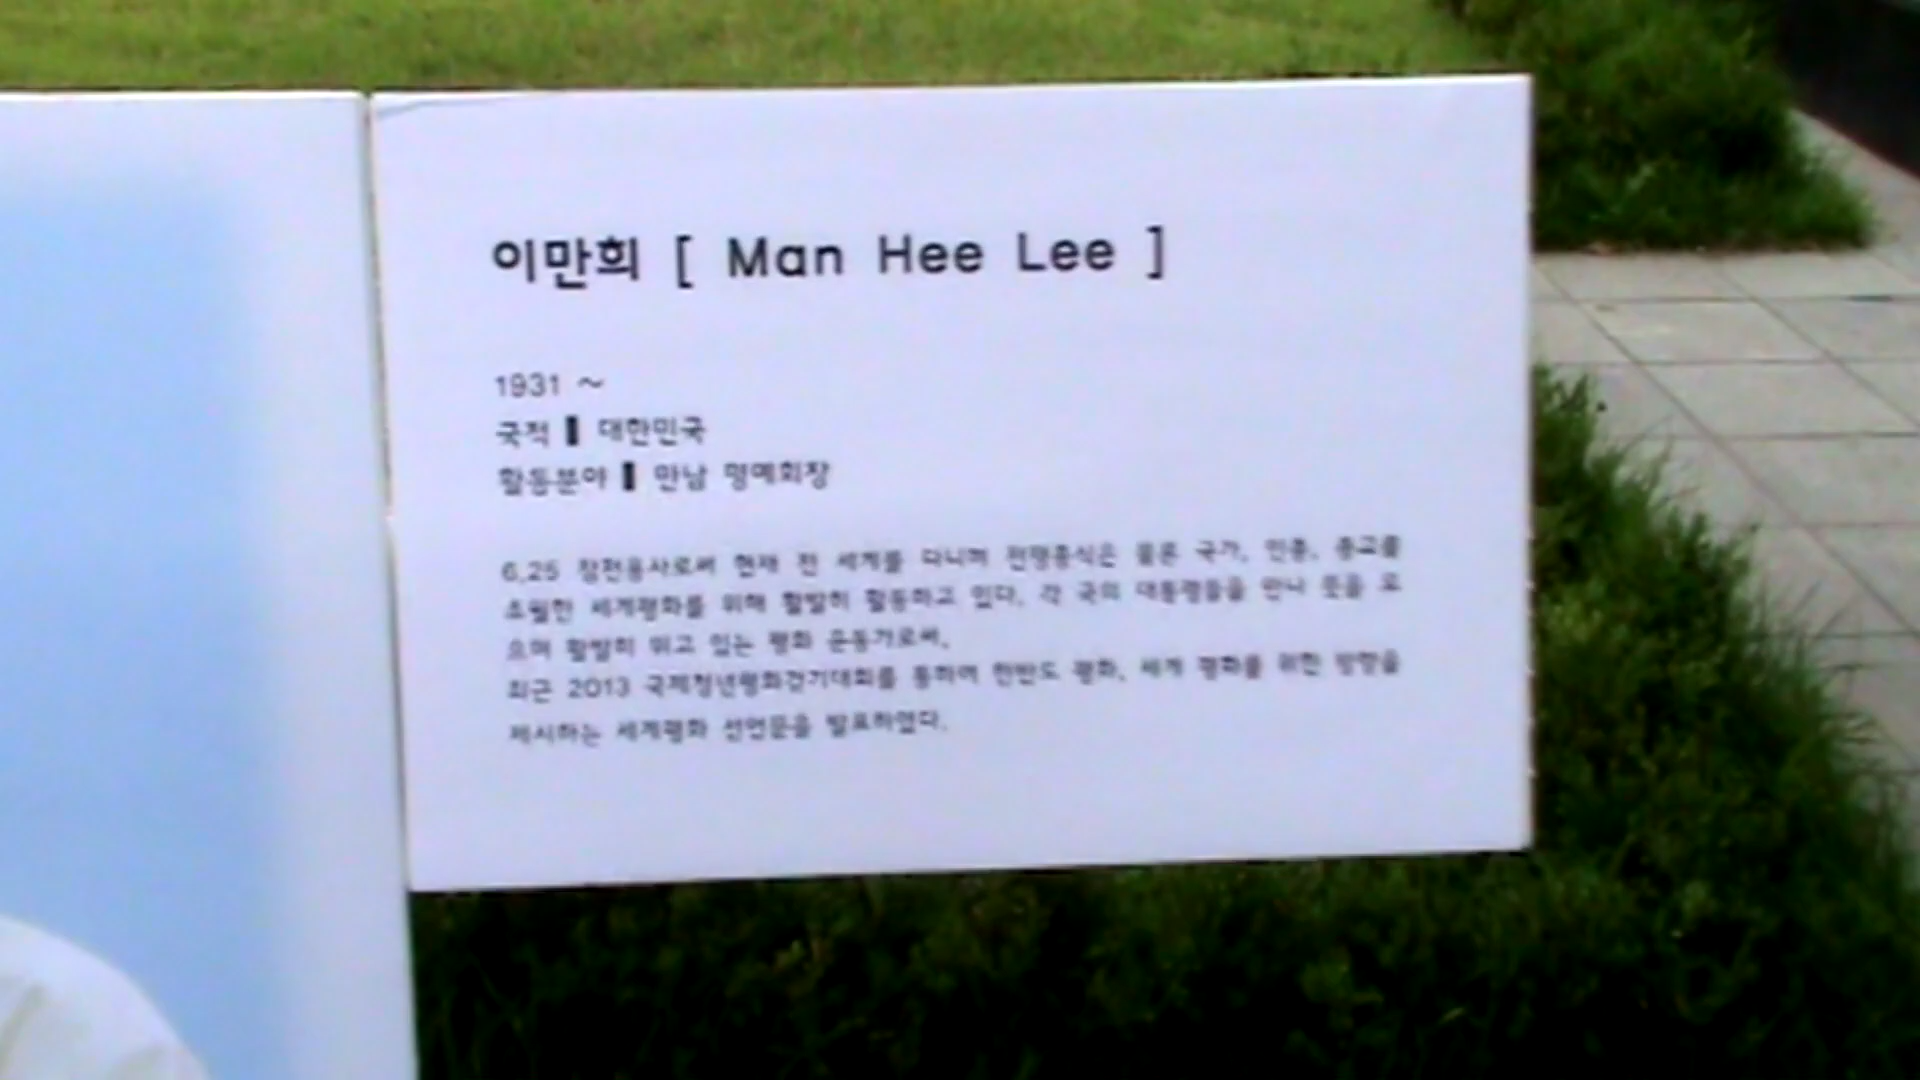 이만희 [ Man Hee Lee ]
1931 ~
국적 ▌ 대한민국
활동분야 ▌ 만남 명예회장
6.25 참전용사로써 현재 전 세계를 다니며 전쟁종식은 물론 국가, 인종, 종교를
초월한 세계평화를 위해 활발히 활동하고 있다. 각 국의 대통령들을 만나 뜻을 모
으며 활발히 뛰고 있는 평화 운동가로써,
최근 2013 국제청년평화걷기대회를 통하여 한반도 평화, 세계 평화를 위한 방향을
제시하는 세계평화 선언문을 발표하였다.